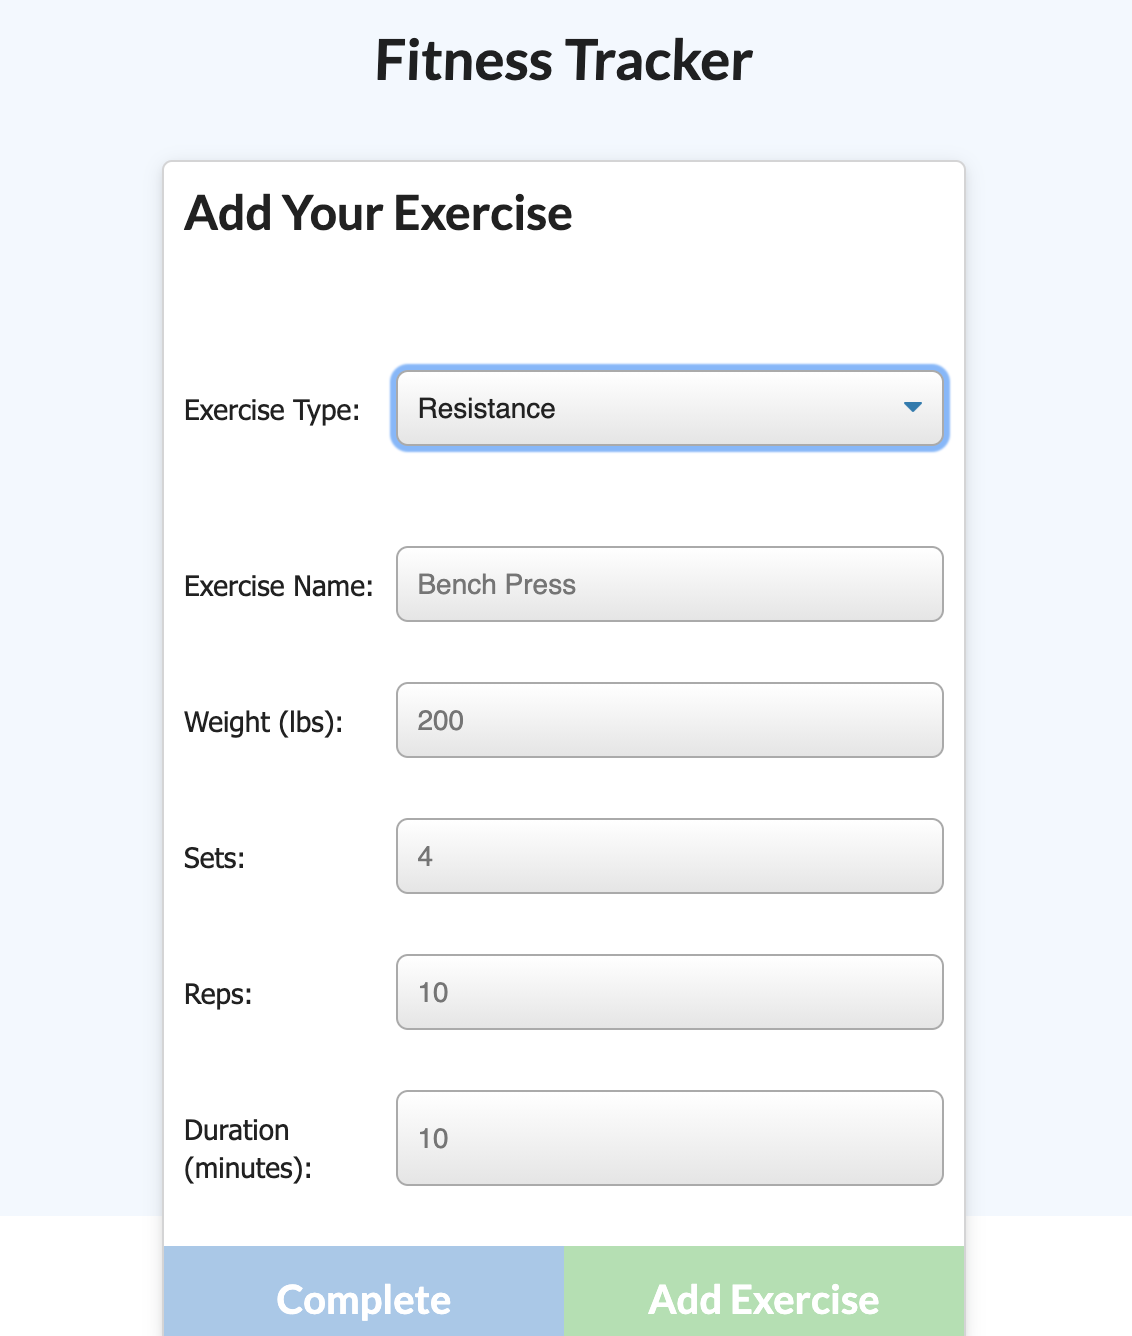 Fitness Tracker
Add Your Exercise
Exercise Type: Resistance
Exercise Name: Bench Press
Weight (lbs): 200
Sets: 4
Reps: 10
Duration
(minutes): 10
Complete Add Exercise